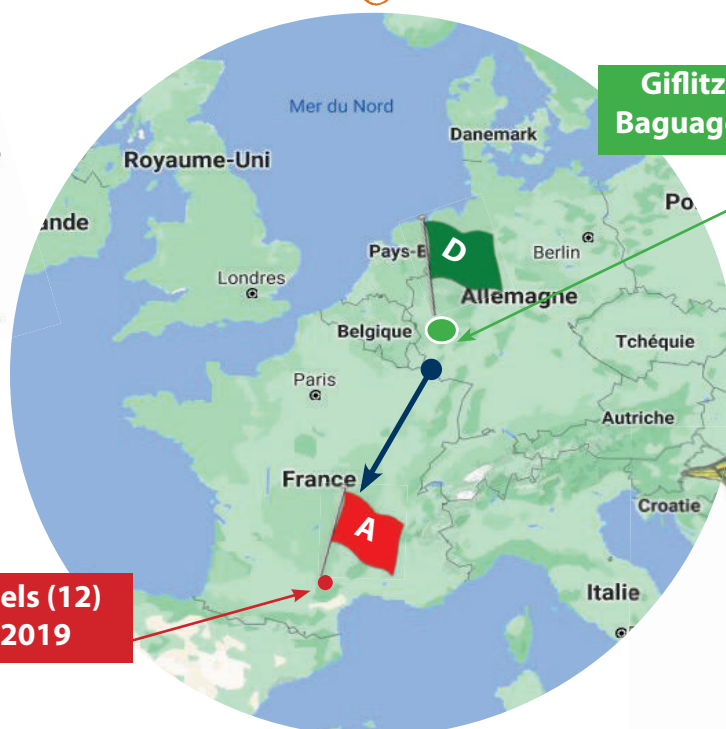 Giflitz
Baguage
Mer du Nord
Danemark
Royaume-Uni
ande
Po
Pays-B
D
Berlin
Londres
Allemagne
Belgique
Tchéquie
Paris
Autriche
France
Croatie
A
els (12)
2019
Italie